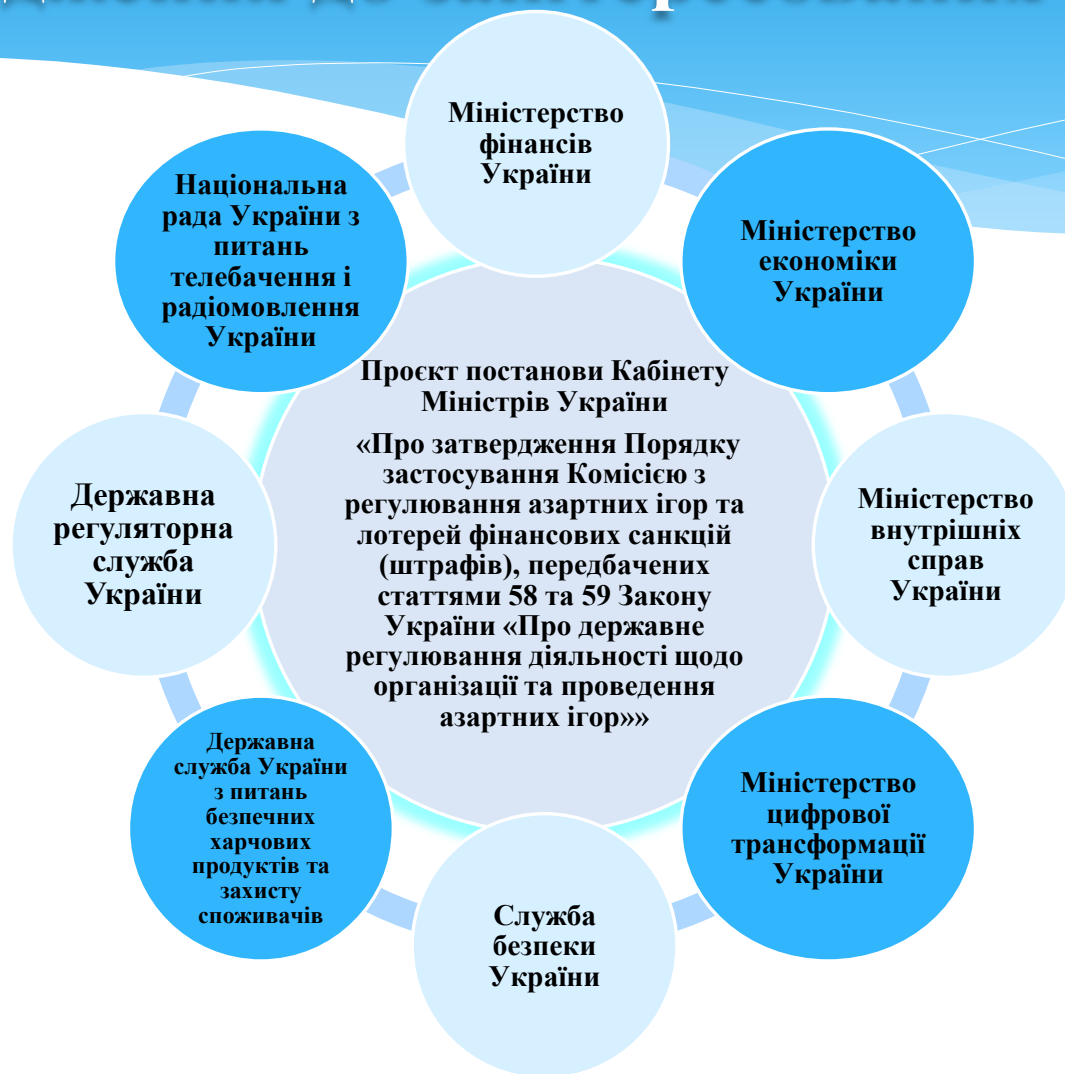 до
Міністерство
фінансів
України
Міністерство
економіки
України
Міністерство
внутрішніх
справ
України
Міністерство
цифрової
трансформації
України
Служба
безпеки
України
Державна
служба України
з питань
безпечних
харчових
продуктів та
захисту
споживачів
Державна
регуляторна
служба
України
Національна
рада України з
питань
телебачення і
радіомовлення
України
Проєкт постанови Кабінету
Міністрів України
«Про затвердження Порядку
застосування Комісією з
регулювання азартних ігор та
лотерей фінансових санкцій
(штрафів), передбачених
статтями 58 та 59 Закону
України «Про державне
регулювання діяльності щодо
організації та проведення
азартних ігор»»